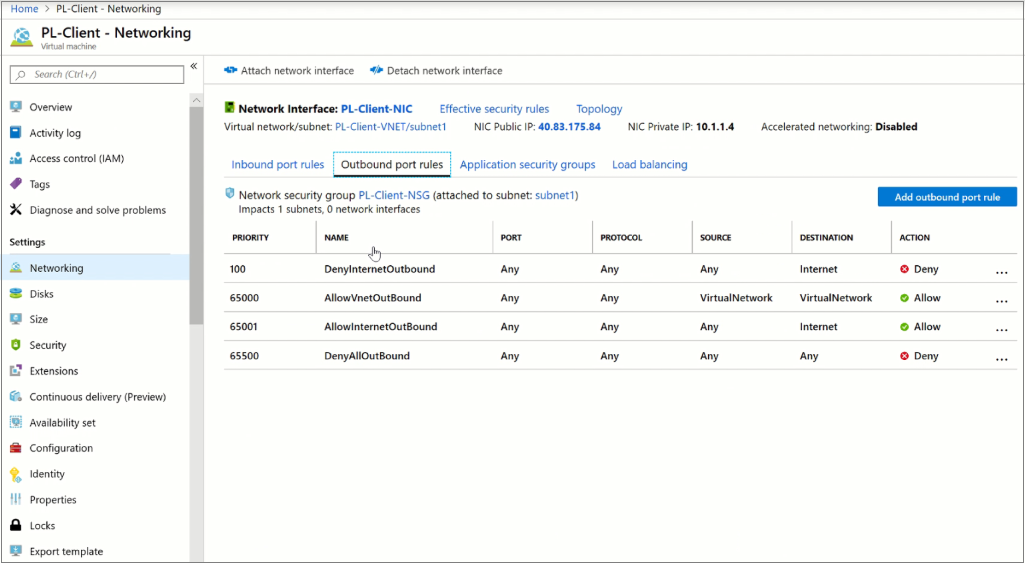 Home > PL-Client - Networking
PL-Client - Networking
Virtual machine
Search (Ctrl+/)
«
Overview
Activity log
Access control (IAM)
Tags
Diagnose and solve problems
Settings
Networking
Disks
Size
Security
Extensions
Continuous delivery (Preview)
Availability set
Configuration
Identity
Properties
Locks
Export template
Attach network interface Detach network interface
Network Interface: PL-Client-NIC Effective security rules Topology
Virtual network/subnet: PL-Client-VNET/subnet1 NIC Public IP: 40.83.175.84 NIC Private IP: 10.1.1.4 Accelerated networking: Disabled
Inbound port rules Outbound port rules Application security groups Load balancing
Network security group PL-Client-NSG (attached to subnet: subnet1)
Impacts 1 subnets, 0 network interfaces
Add outbound port rule
PRIORITY NAME PORT PROTOCOL SOURCE DESTINATION ACTION
100 DenyInternetOutbound Any Any Any Internet Deny ...
65000 AllowVnetOutBound Any Any VirtualNetwork VirtualNetwork Allow ...
65001 AllowInternetOutBound Any Any Any Internet Allow ...
65500 DenyAllOutBound Any Any Any Any Deny ...